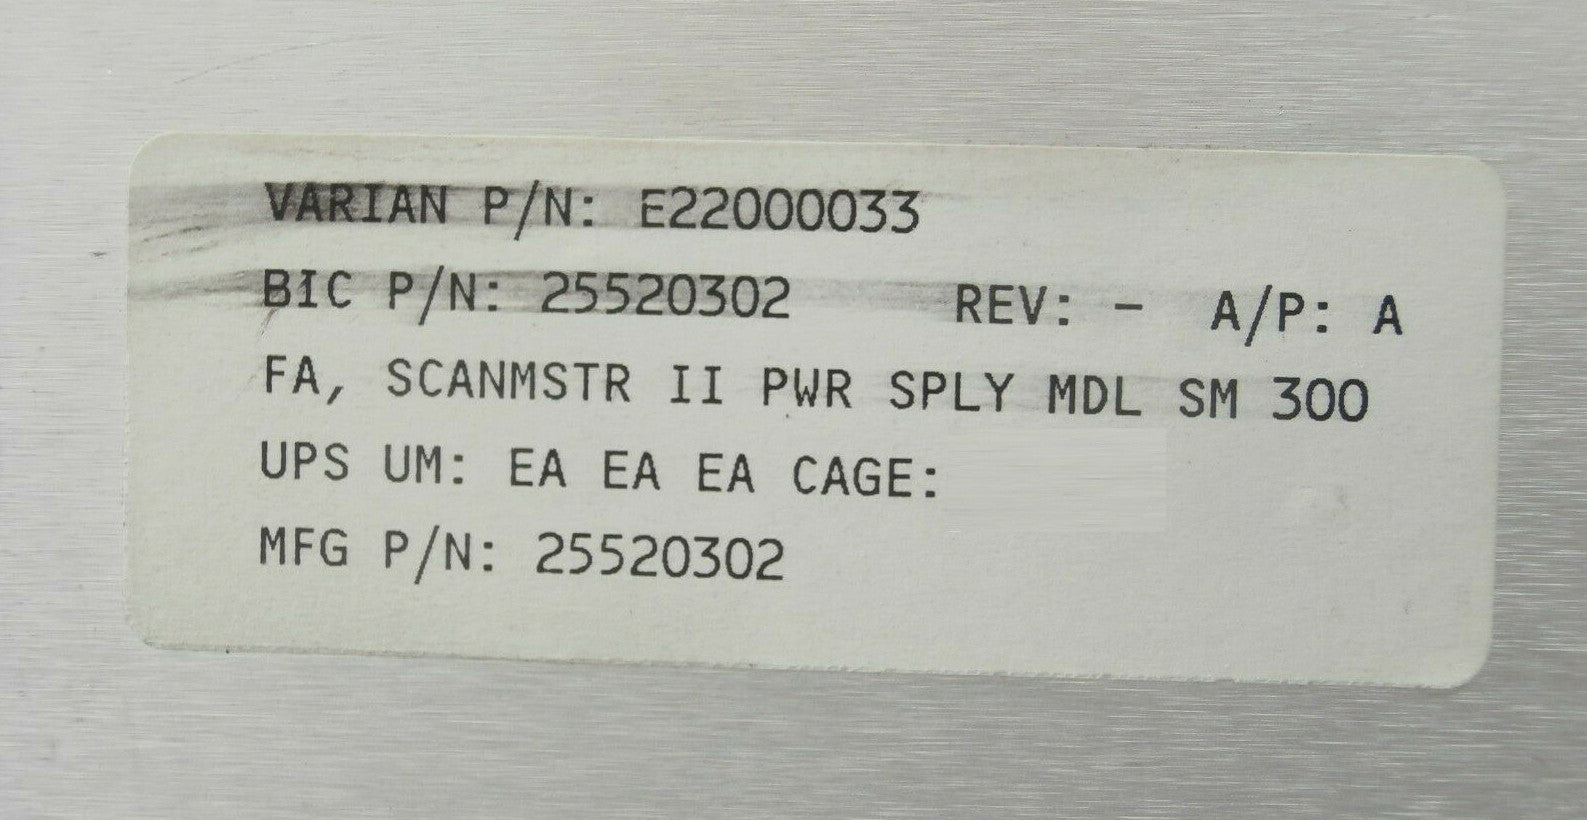 VARIAN P/N: E22000033
BIC P/N: 25520302 REV: - A/P: A
FA, SCANMSTR II PWR SPLY MDL SM 300
UPS UM: EA EA EA CAGE:
MFG P/N: 25520302